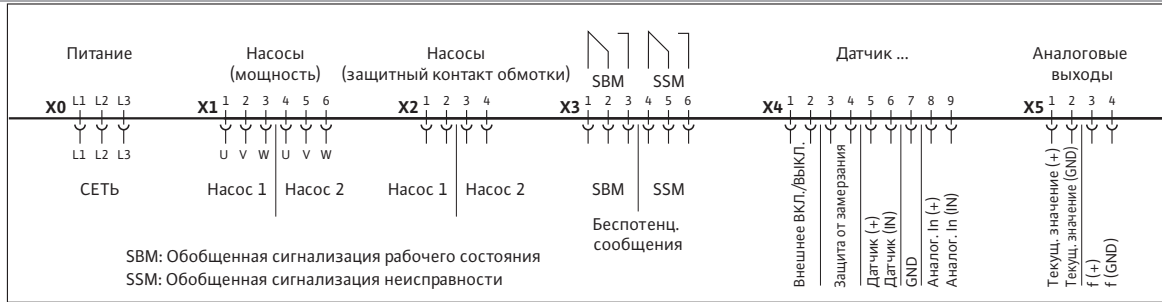 Питание
Насосы
(мощность)
Насосы
(защитный контакт обмотки)
SBM SSM
Датчик ...
Аналоговые
выходы
X0 L1 L2 L3
X1 1 2 3 4 5 6
X2 1 2 3 4
X3 1 2 3 4 5 6
X4 1 2 3 4 5 6 7 8 9
X5 1 2 3 4
L1 L2 L3
U V W U V W
СЕТЬ
Насос 1 Насос 2
Насос 1 Насос 2
SBM SSM
Беспотенц.
сообщения
Внешнее ВКЛ./ВЫКЛ.
Защита от замерзания
Датчик (+)
Датчик (IN)
GND
Аналог. In (+)
Аналог. In (IN)
Текущ. значение (+)
Текущ. значение (GND)
f (+)
f (GND)
SBM: Обобщенная сигнализация рабочего состояния
SSM: Обобщенная сигнализация неисправности